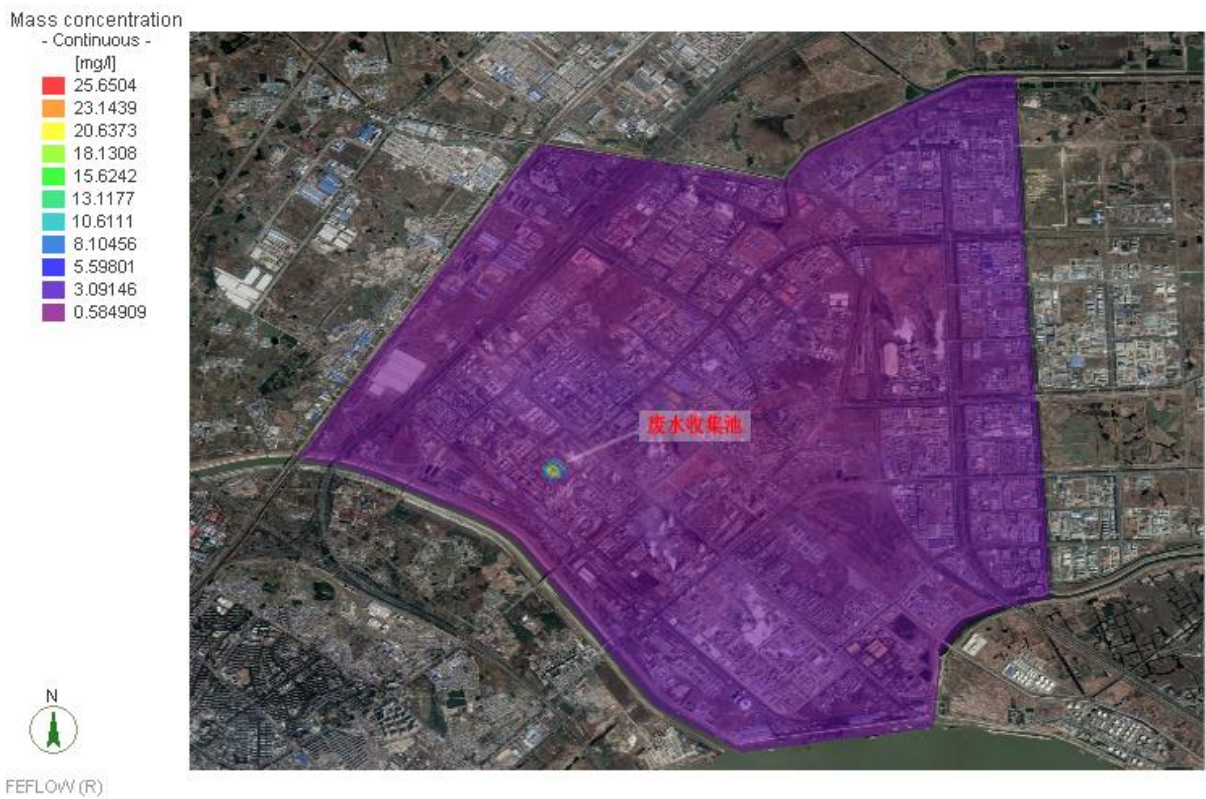 Mass concentration
- Continuous -
[mg/l]
25.6504
23.1439
20.6373
18.1308
15.6242
13.1177
10.6111
8.10456
5.59801
3.09146
0.584909
废水收集池
N
FEFLOW (R)